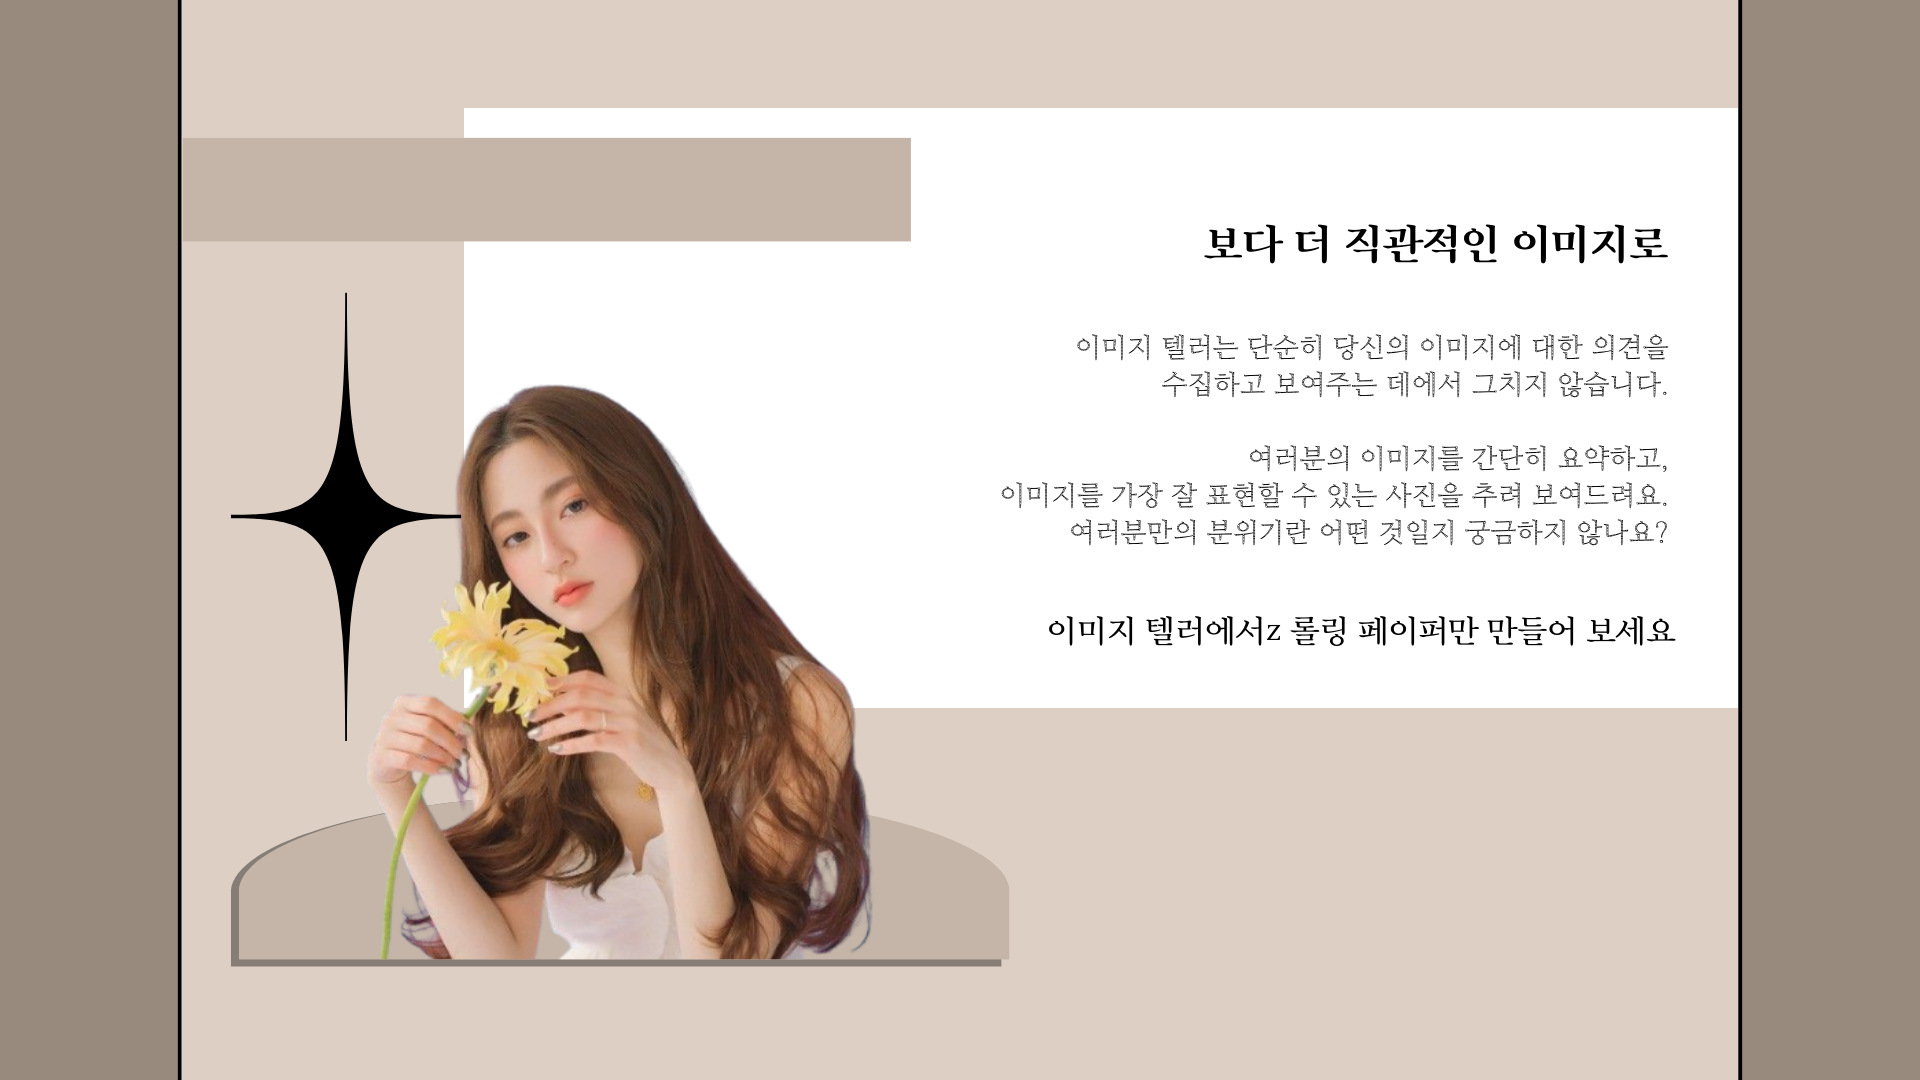 보다 더 직관적인 이미지로
이미지 텔러는 단순히 당신의 이미지에 대한 의견을
수집하고 보여주는 데에서 그치지 않습니다.
여러분의 이미지를 간단히 요약하고,
이미지를 가장 잘 표현할 수 있는 사진을 추려 보여드려요.
여러분만의 분위기란 어떤 것일지 궁금하지 않나요?
이미지 텔러에서z 롤링 페이퍼만 만들어 보세요